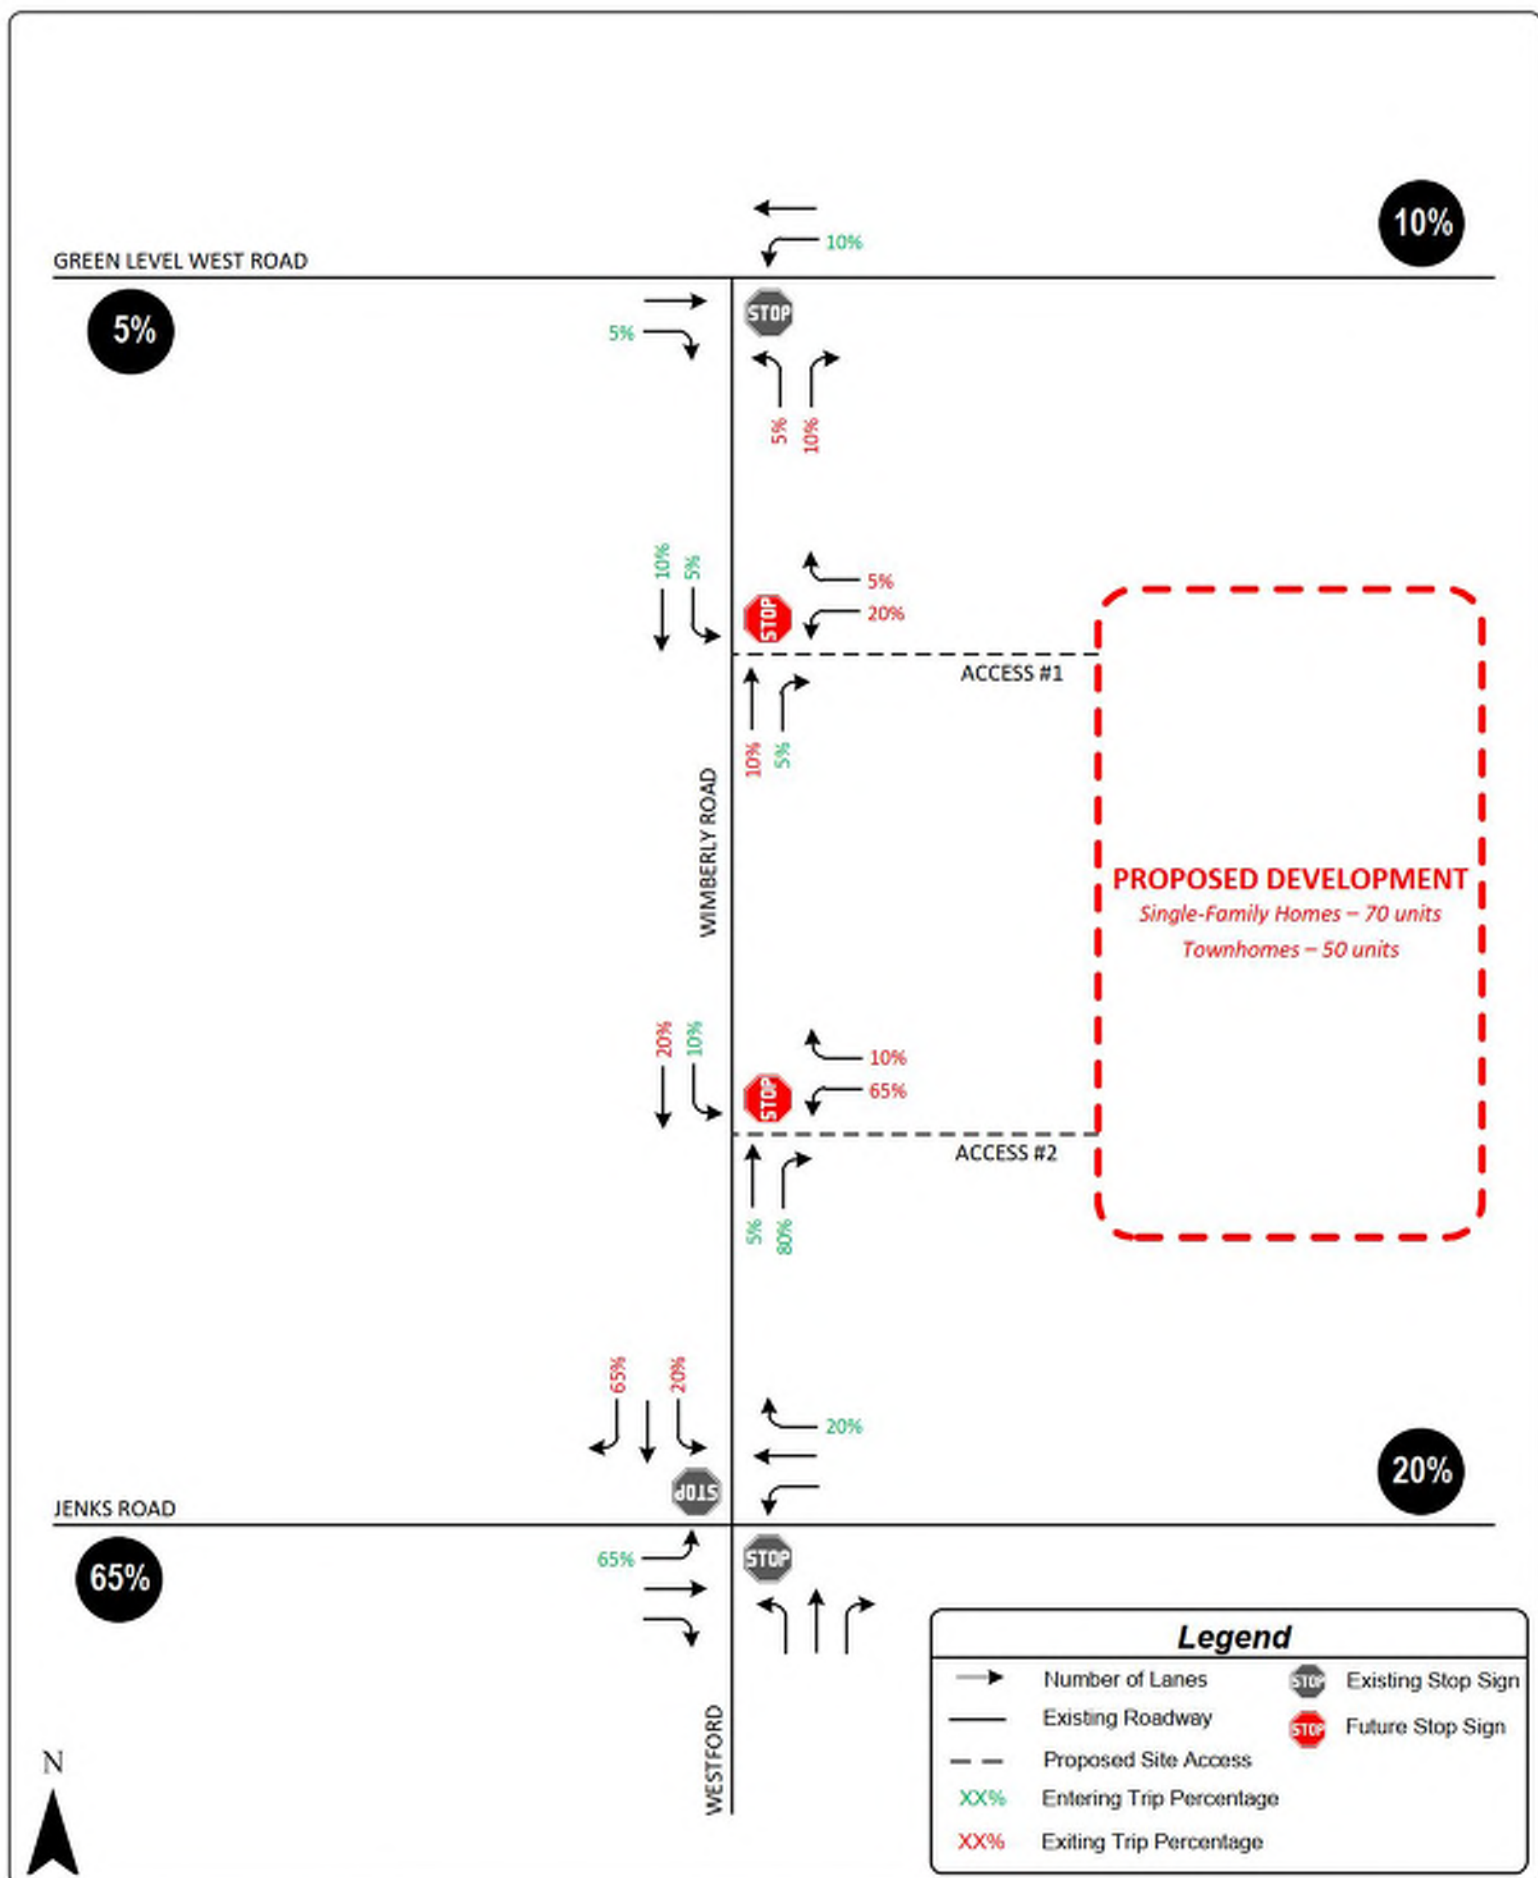 10%
10%
GREEN LEVEL WEST ROAD
5%
5%
STOP
5%
10%
10%
5%
5%
STOP
20%
ACCESS #1
10%
5%
WIMBERLY ROAD
PROPOSED DEVELOPMENT
Single-Family Homes – 70 units
Townhomes – 50 units
20%
10%
10%
STOP
65%
ACCESS #2
5%
80%
65%
20%
20%
20%
STOP
JENKS ROAD
65%
65%
STOP
WESTFORD
Legend
Number of Lanes
STOP Existing Stop Sign
Existing Roadway
STOP Future Stop Sign
Proposed Site Access
XX% Entering Trip Percentage
XX% Exiting Trip Percentage
N